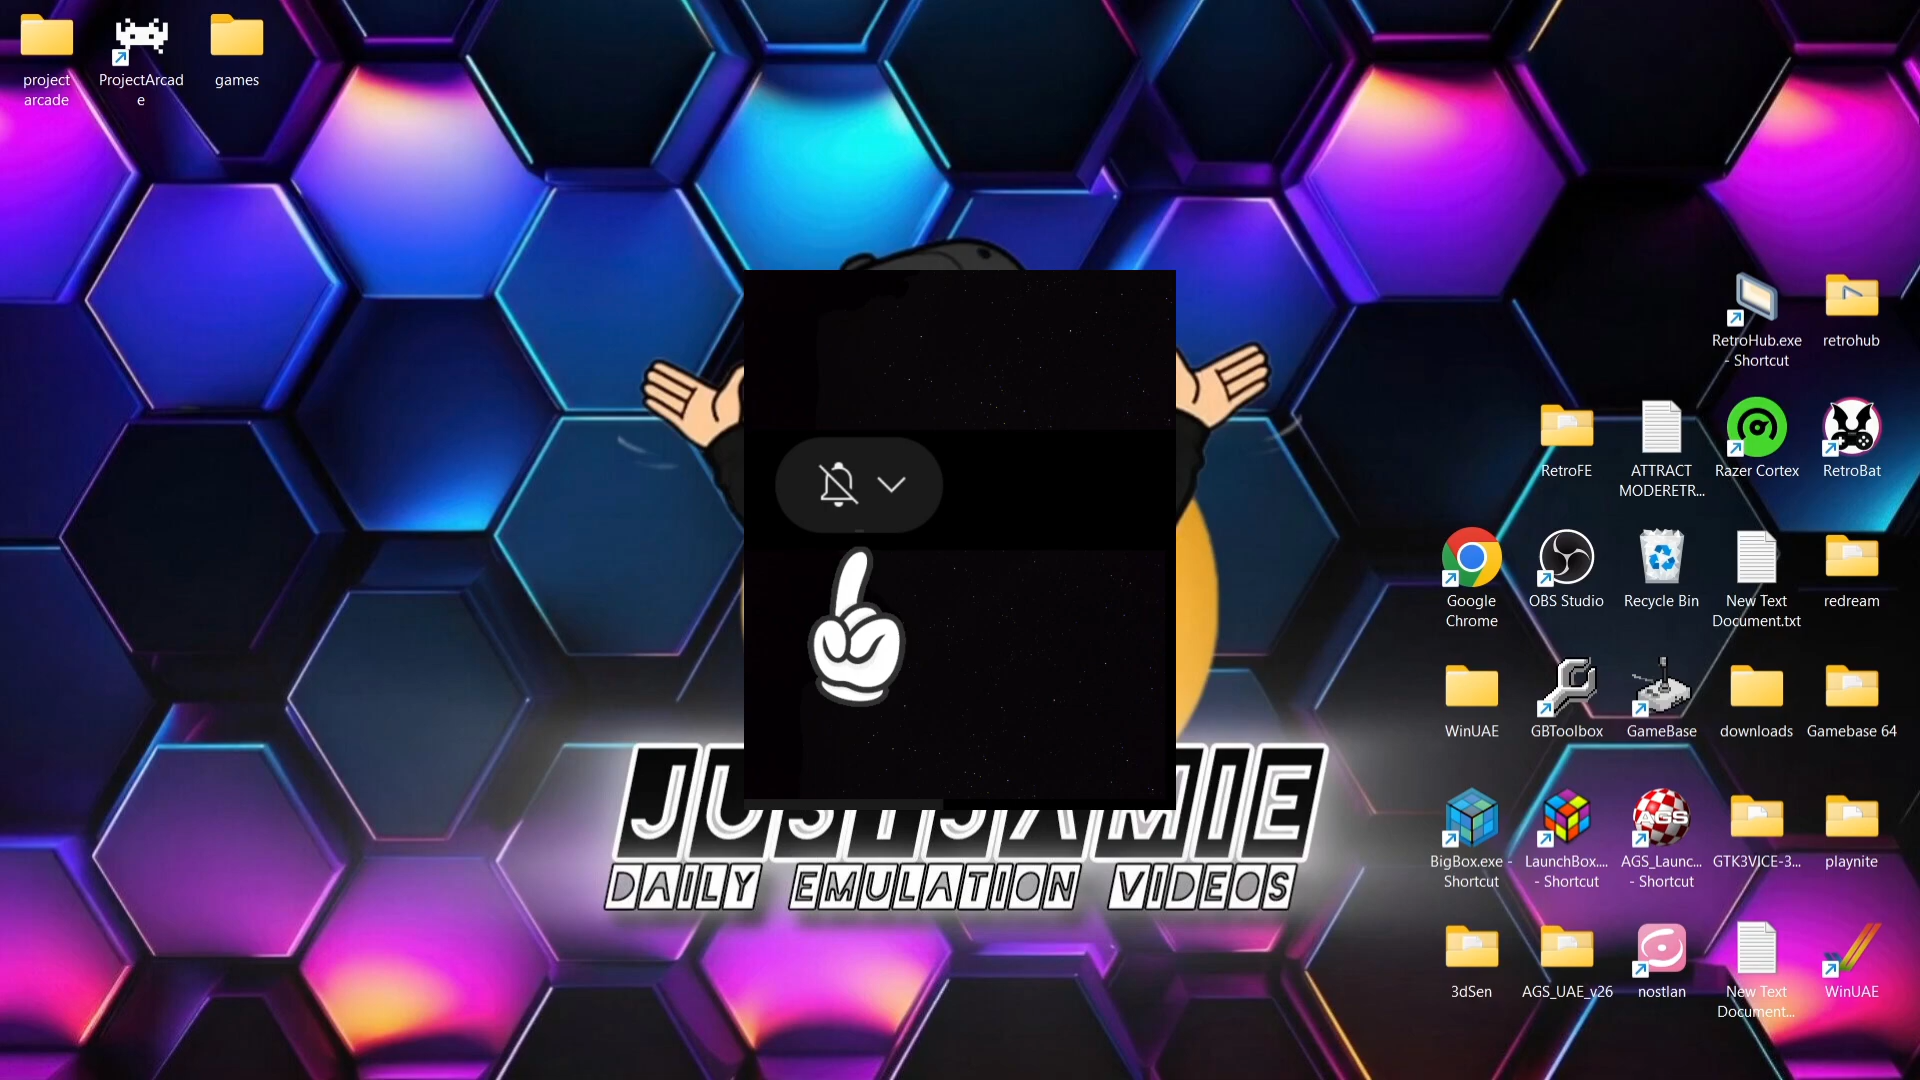 project
arcade
ProjectArcad
e
games
RetroHub.exe
- Shortcut
retrohub
RetroFE
ATTRACT
MODERETR...
Razer Cortex
RetroBat
Google
Chrome
OBS Studio
Recycle Bin
New Text
Document.txt
redream
WinUAE
GBToolbox
GameBase
downloads
Gamebase 64
JUSTJAMIE
DAILY EMULATION VIDEOS
BigBox.exe -
Shortcut
LaunchBox....
- Shortcut
AGS
AGS_Launc...
- Shortcut
GTK3VICE-3...
playnite
3dSen
AGS_UAE_v26
nostlan
New Text
Document...
WinUAE